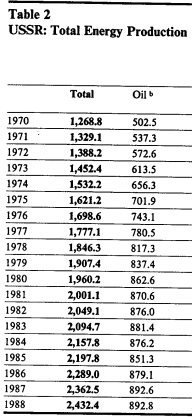 Table 2
USSR: Total Energy Production
Total Oil b
1970 1,268.8 502.5
1971 1,329.1 537.3
1972 1,388.2 572.6
1973 1,452.4 613.5
1974 1,532.2 656.3
1975 1,621.2 701.9
1976 1,698.6 743.1
1977 1,777.1 780.5
1978 1,846.3 817.3
1979 1,907.4 837.4
1980 1,960.2 862.6
1981 2,001.1 870.6
1982 2,049.1 876.0
1983 2,094.7 881.4
1984 2,157.8 876.2
1985 2,197.8 851.3
1986 2,289.0 879.1
1987 2,362.5 892.6
1988 2,432.4 892.8